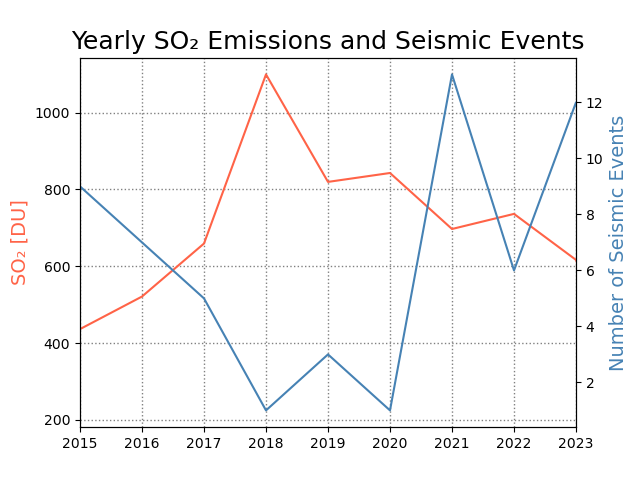 Yearly SO₂ Emissions and Seismic Events
SO₂ [DU]
1000
800
600
400
200
12
10
8
6
4
2
Number of Seismic Events
2015 2016 2017 2018 2019 2020 2021 2022 2023